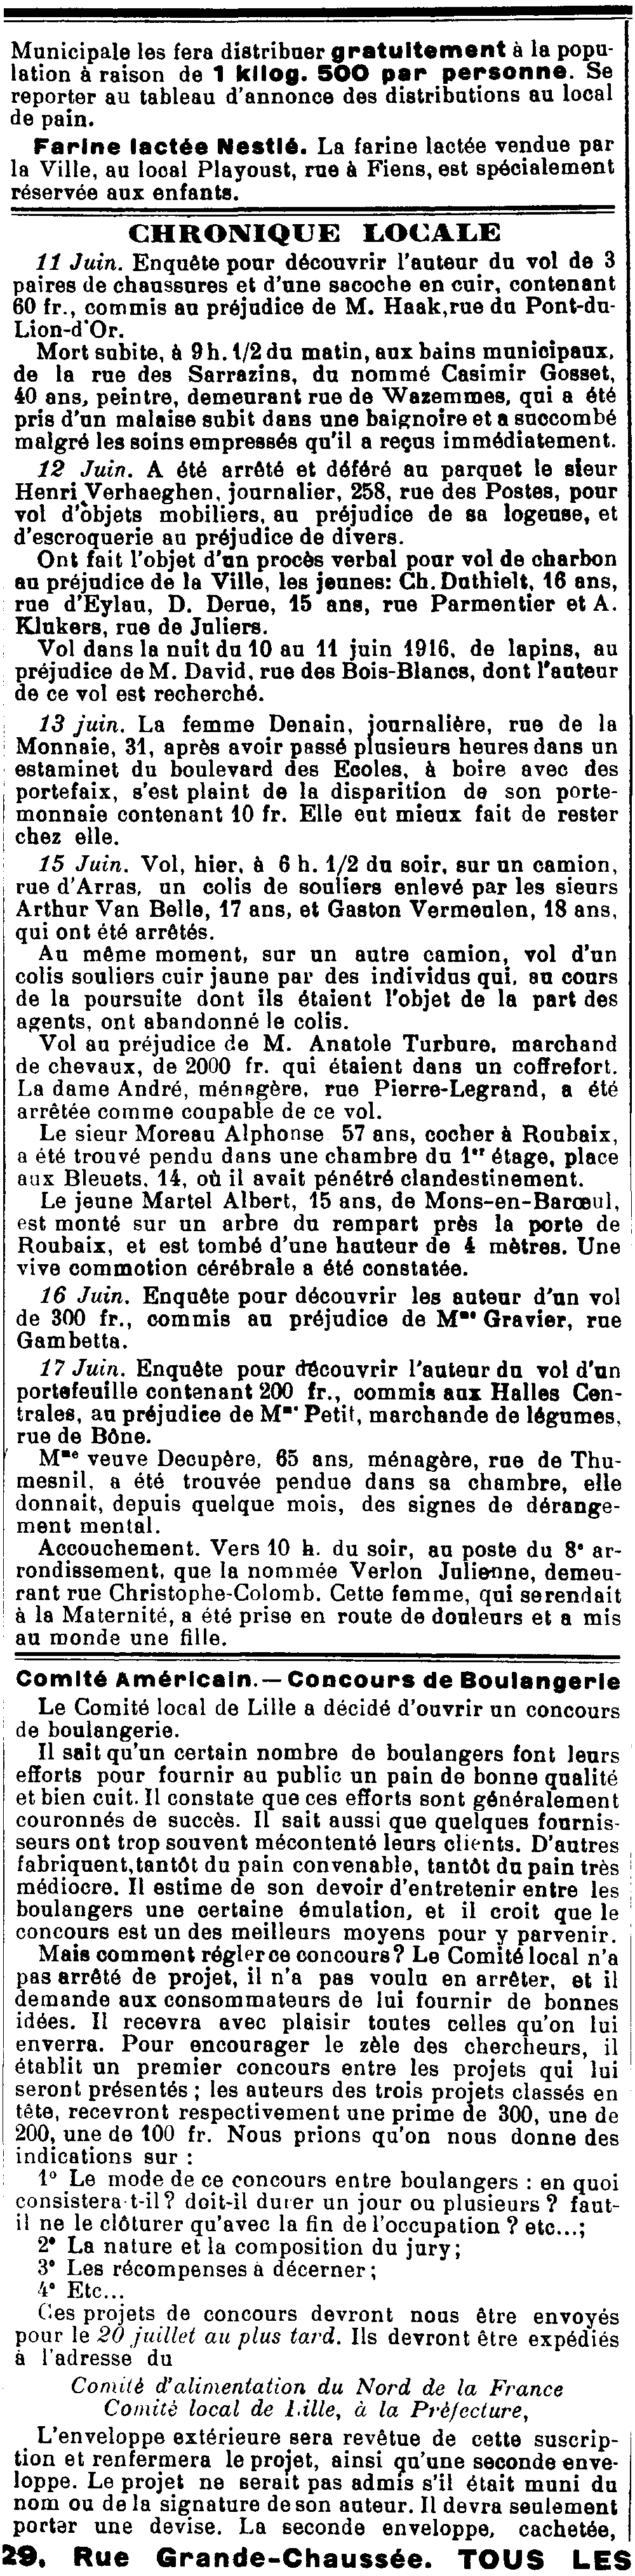 Municipale les fera distribuer gratuitement à la popu-
lation à raison de 1 kilog. 500 par personne. Se
reporter au tableau d'annonce des distributions au local
de pain.
Farine lactée Nestlé. La farine lactée vendue par
la Ville, au local Playoust, rue à Fiens, est spécialement
réservée aux enfants.
CHRONIQUE LOCALE
11 Juin. Enquête pour découvrir l'auteur du vol de 3
paires de chaussures et d'une sacoche en cuir, contenant
60 fr., commis au préjudice de M. Haak, rue du Pont-du-
Lion-d'Or.
Mort subite, à 9 h. 1/2 du matin, aux bains municipaux,
de la rue des Sarrazins, du nommé Casimir Gosset,
40 ans, peintre, demeurant rue de Wazemmes, qui a été
pris d'un malaise subit dans une baignoire et a succombé
malgré les soins empressés qu'il a reçus immédiatement.
12 Juin. A été arrêté et déféré au parquet le sieur
Henri Verhaeghen, journalier, 258, rue des Postes, pour
vol d'objets mobiliers, au préjudice de sa logeuse, et
d'escroquerie au préjudice de divers.
Ont fait l'objet d'un procès verbal pour vol de charbon
au préjudice de la Ville, les jeunes: Ch. Duthielt, 16 ans,
rue d'Eylau, D. Derue, 15 ans, rue Parmentier et A.
Klukers, rue de Juliers.
Vol dans la nuit du 10 au 11 juin 1916, de lapins, au
préjudice de M. David, rue des Bois-Blancs, dont l'auteur
de ce vol est recherché.
13 juin. La femme Denain, journalière, rue de la
Monnaie, 31, après avoir passé plusieurs heures dans un
estaminet du boulevard des Ecoles, à boire avec des
portefaix, s'est plaint de la disparition de son porte-
monnaie contenant 10 fr. Elle eut mieux fait de rester
chez elle.
15 Juin. Vol, hier, à 6 h. 1/2 du soir, sur un camion,
rue d'Arras, un colis de souliers enlevé par les sieurs
Arthur Van Belle, 17 ans, et Gaston Vermeulen, 18 ans,
qui ont été arrêtés.
Au même moment, sur un autre camion, vol d'un
colis souliers cuir jaune par des individus qui, au cours
de la poursuite dont ils étaient l'objet de la part des
agents, ont abandonné le colis.
Vol au préjudice de M. Anatole Turbure, marchand
de chevaux, de 2000 fr. qui étaient dans un coffrefort.
La dame André, ménagère, rue Pierre-Legrand, a été
arrêtée comme coupable de ce vol.
Le sieur Moreau Alphonse 57 ans, cocher à Roubaix,
a été trouvé pendu dans une chambre du 1er étage, place
aux Bleuets, 14, où il avait pénétré clandestinement.
Le jeune Martel Albert, 15 ans, de Mons-en-Barœul,
est monté sur un arbre du rempart près la porte de
Roubaix, et est tombé d'une hauteur de 4 mètres. Une
vive commotion cérébrale a été constatée.
16 Juin. Enquête pour découvrir les auteur d'un vol
de 300 fr., commis au préjudice de Mme Gravier, rue
Gambetta.
17 Juin. Enquête pour découvrir l'auteur du vol d'un
portefeuille contenant 200 fr., commis aux Halles Cen-
trales, au préjudice de Mme Petit, marchande de légumes,
rue de Bône.
Mme veuve Decupère, 65 ans, ménagère, rue de Thu-
mesnil, a été trouvée pendue dans sa chambre, elle
donnait, depuis quelque mois, des signes de dérange-
ment mental.
Accouchement. Vers 10 h. du soir, au poste du 8e ar-
rondissement, que la nommée Verlon Julienne, demeu-
rant rue Christophe-Colomb. Cette femme, qui se rendait
à la Maternité, a été prise en route de douleurs et a mis
au monde une fille.
Comité Américain. — Concours de Boulangerie
Le Comité local de Lille a décidé d'ouvrir un concours
de boulangerie.
Il sait qu'un certain nombre de boulangers font leurs
efforts pour fournir au public un pain de bonne qualité
et bien cuit. Il constate que ces efforts sont généralement
couronnés de succès. Il sait aussi que quelques fournis-
seurs ont trop souvent mécontenté leurs clients. D'autres
fabriquent, tantôt du pain convenable, tantôt du pain très
médiocre. Il estime de son devoir d'entretenir entre les
boulangers une certaine émulation, et il croit que le
concours est un des meilleurs moyens pour y parvenir.
Mais comment régler ce concours? Le Comité local n'a
pas arrêté de projet, il n'a pas voulu en arrêter, et il
demande aux consommateurs de lui fournir de bonnes
idées. Il recevra avec plaisir toutes celles qu'on lui
enverra. Pour encourager le zèle des chercheurs, il
établit un premier concours entre les projets qui lui
seront présentés ; les auteurs des trois projets classés en
tête, recevront respectivement une prime de 300, une de
200, une de 100 fr. Nous prions qu'on nous donne des
indications sur :
1° Le mode de ce concours entre boulangers : en quoi
consistera-t-il? doit-il durer un jour ou plusieurs ? faut-
il ne le clôturer qu'avec la fin de l'occupation ? etc...;
2° La nature et la composition du jury;
3° Les récompenses à décerner;
4° Etc...
Ces projets de concours devront nous être envoyés
pour le 20 juillet au plus tard. Ils devront être expédiés
à l'adresse du
Comité d'alimentation du Nord de la France
Comité local de Lille, à la Préfecture,
L'enveloppe extérieure sera revêtue de cette suscrip-
tion et renfermera le projet, ainsi qu'une seconde enve-
loppe. Le projet ne serait pas admis s'il était muni du
nom ou de la signature de son auteur. Il devra seulement
porter une devise. La seconde enveloppe, cachetée,
29, Rue Grande-Chaussée. TOUS LES